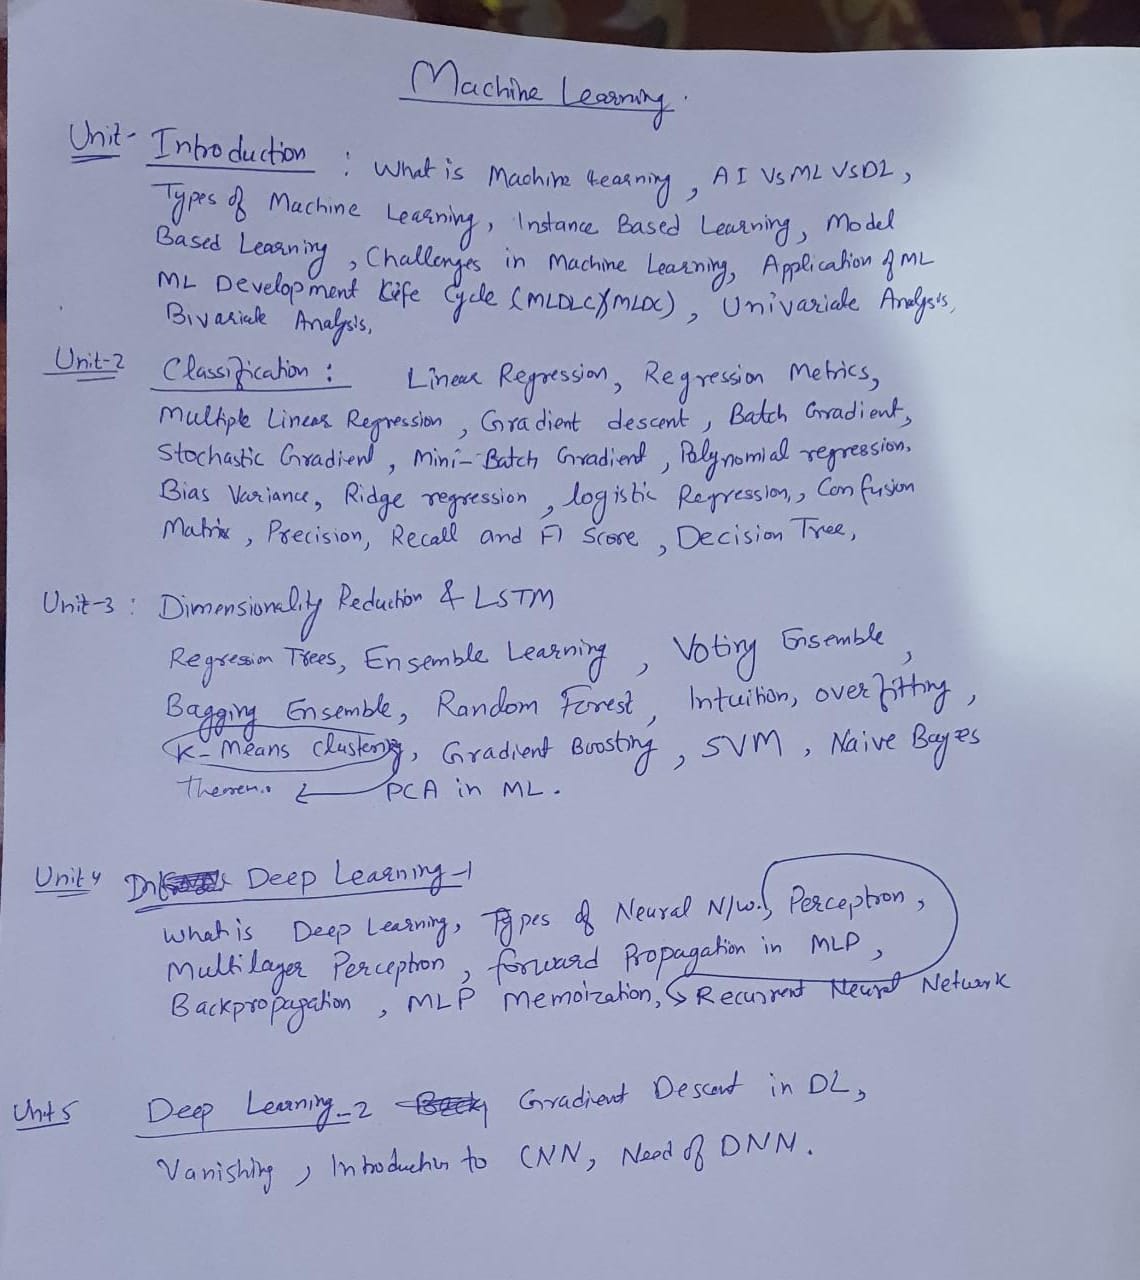 Machine Learning.
Unit- Introduction : What is Machine Learning, AI Vs ML Vs DL,
Types of Machine Learning, Instance Based Learning, Model
Based Learning, Challenges in Machine Learning, Application of ML
ML Development Life Cycle (MLDLC/MLDC), Univariate Analysis,
Bivariate Analysis,
Unit-2 Classification : Linear Regression, Regression Metrics,
Multiple Linear Regression, Gradient descent, Batch Gradient,
Stochastic Gradient, Mini-Batch Gradient, Polynomial regression,
Bias Variance, Ridge regression, logistic Regression, Confusion
Matrix, Precision, Recall and F1 Score, Decision Tree,
Unit-3 : Dimensionality Reduction & LSTM
Regression Trees, Ensemble Learning, Voting Ensemble,
Bagging Ensemble, Random Forest, Intuition, over fitting,
K-Means Clustering, Gradient Boosting, SVM, Naive Bayes
Theorem. PCA in ML.
Unit 4 Deep Learning-1
What is Deep Learning, Types of Neural N/w., Perceptron,
Multilayer Perceptron, forward Propagation in MLP,
Backpropagation, MLP Memoization, Recurrent Neural Network
Unit 5 Deep Learning-2 Gradient Descent in DL,
Vanishing, Introduction to CNN, Need of DNN.